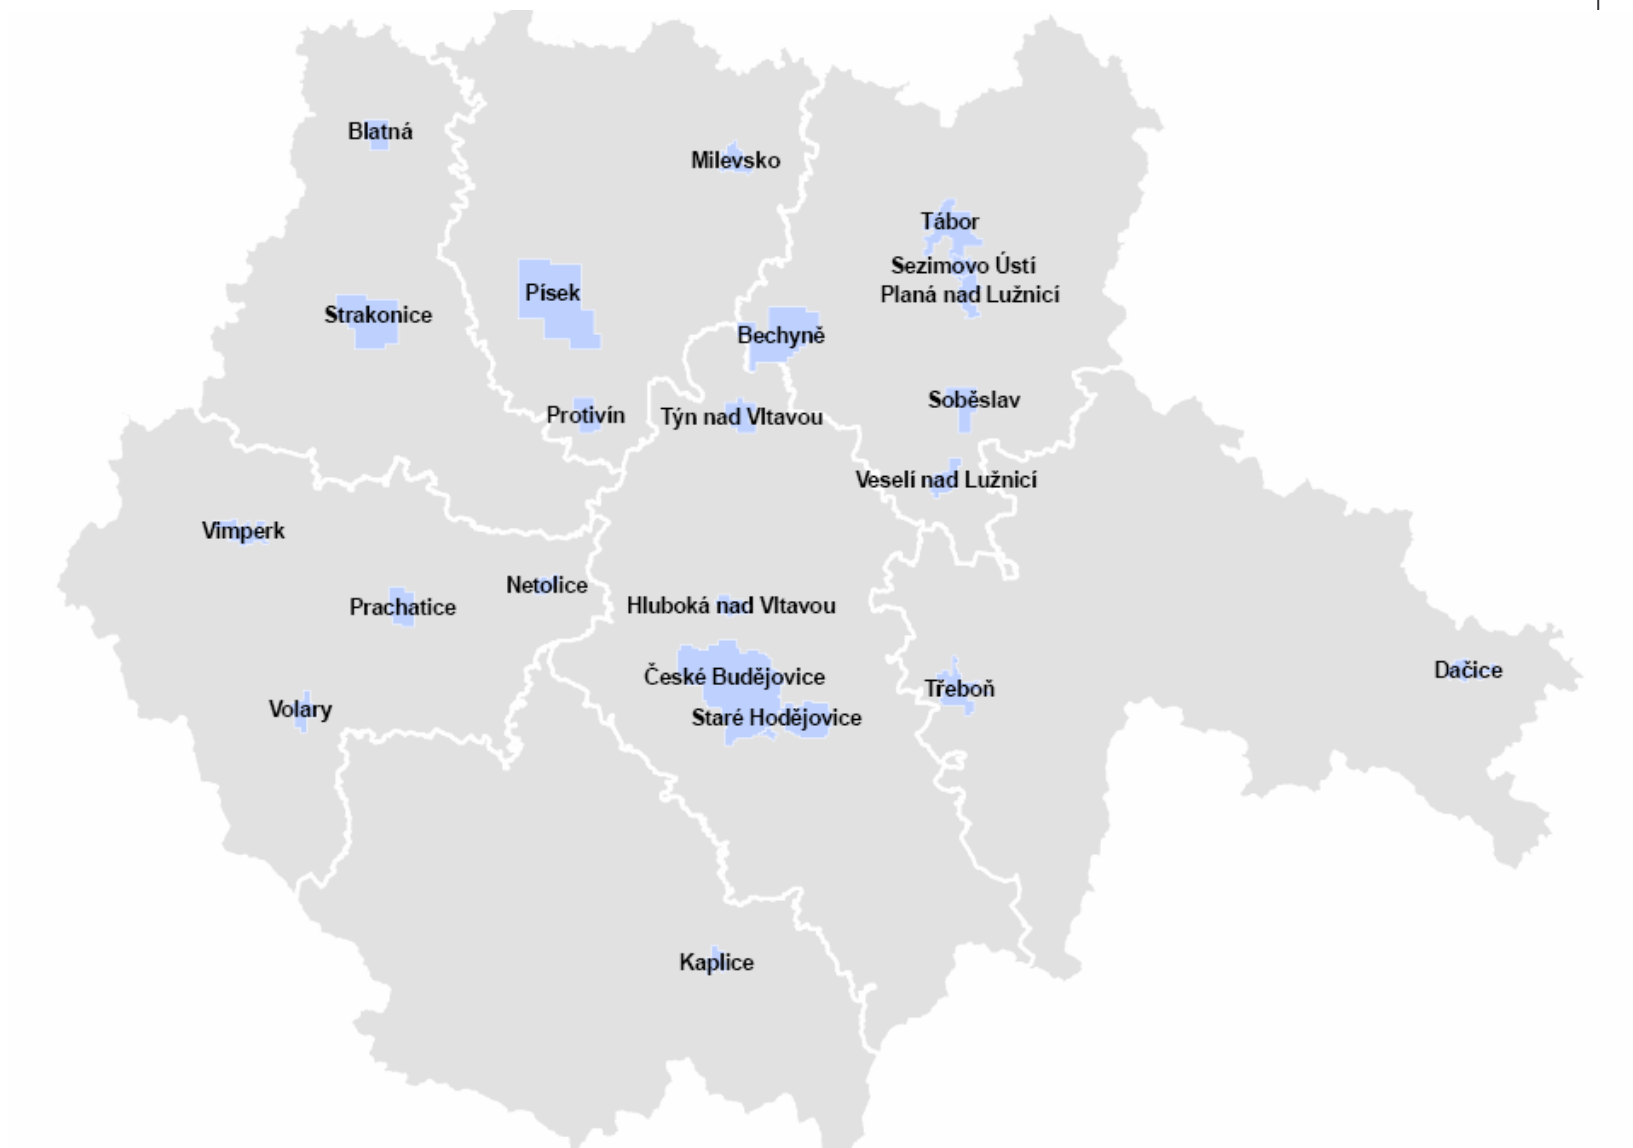 Blatná
Milevsko
Tábor
Sezimovo Ústí
Planá nad Lužnicí
Písek
Strakonice
Bechyně
Soběslav
Protivín
Týn nad Vltavou
Veselí nad Lužnicí
Vimperk
Netolice
Prachatice
Hluboká nad Vltavou
Dačice
České Budějovice
Třeboň
Volary
Staré Hodějovice
Kaplice